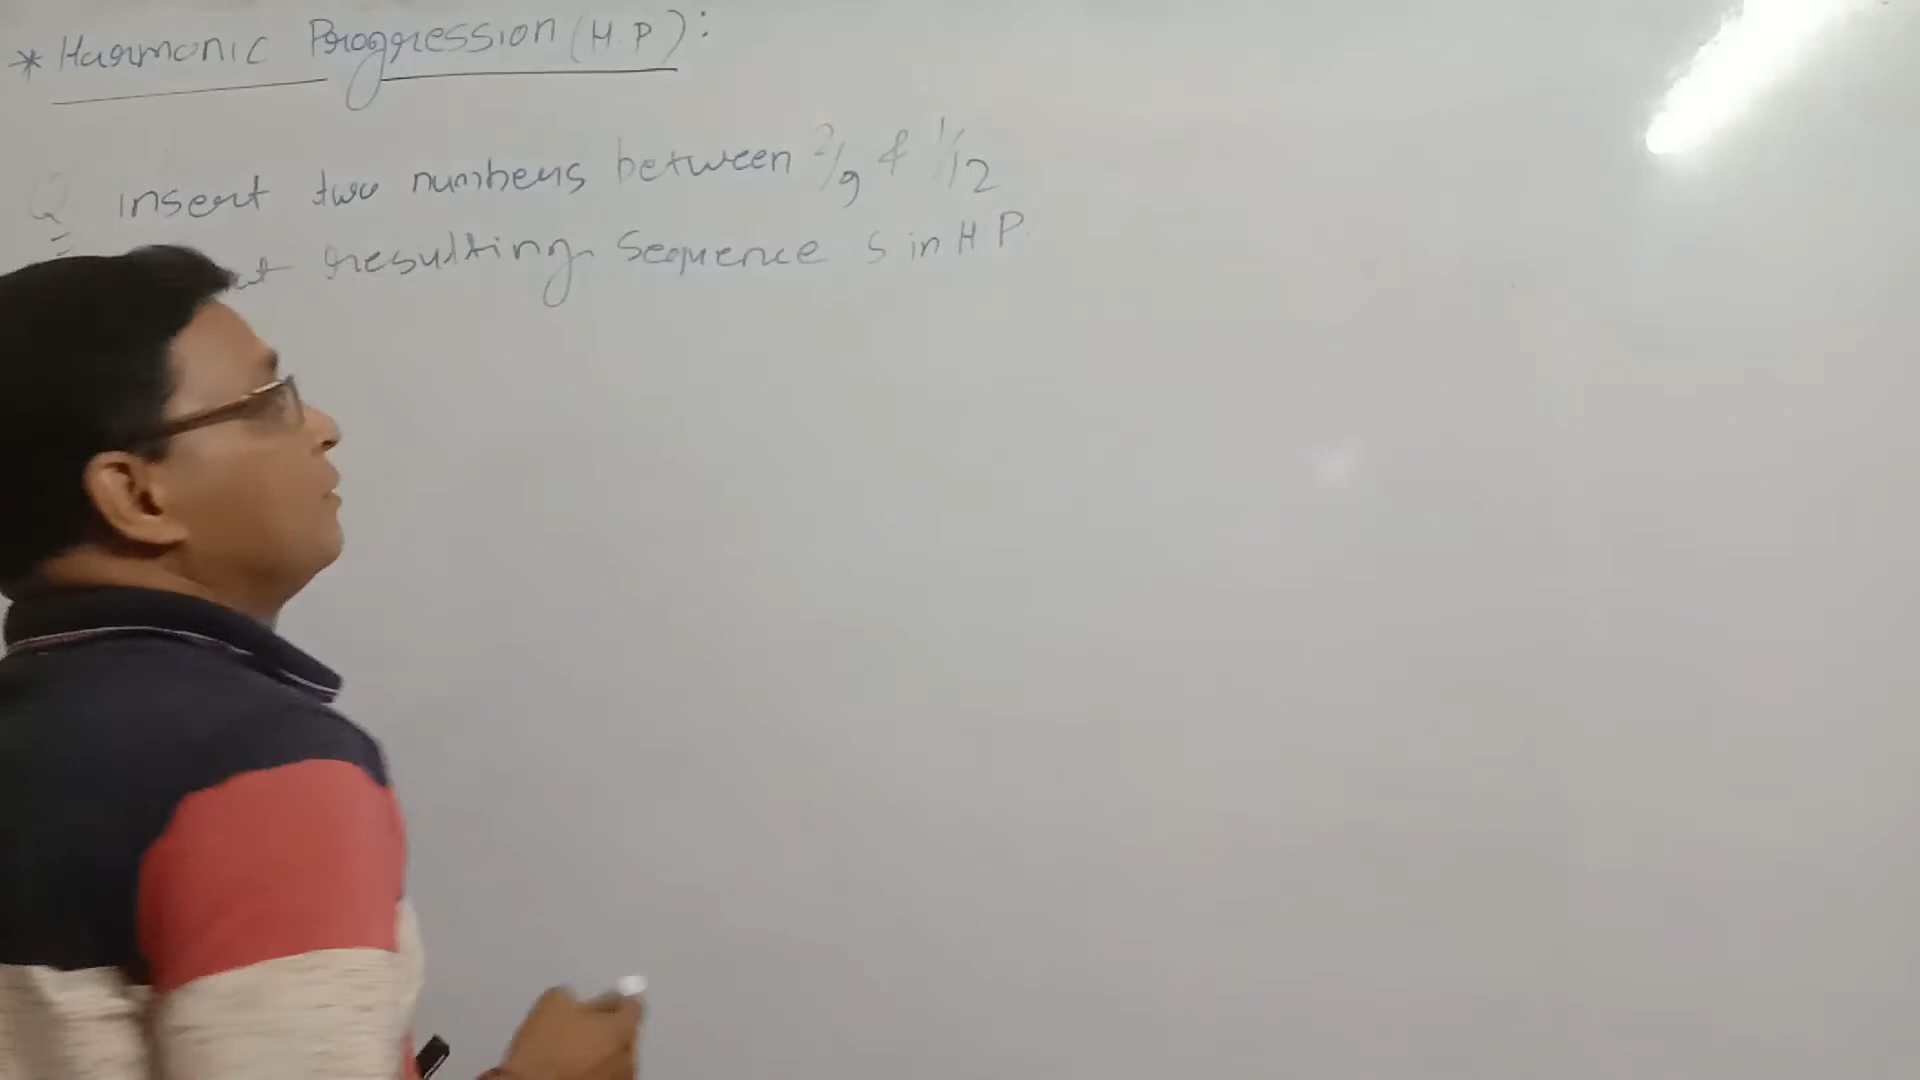 * Harmonic Progression (H.P):
Q insert two numbers between 2/9 & 1/12
resulting sequence s in H P.